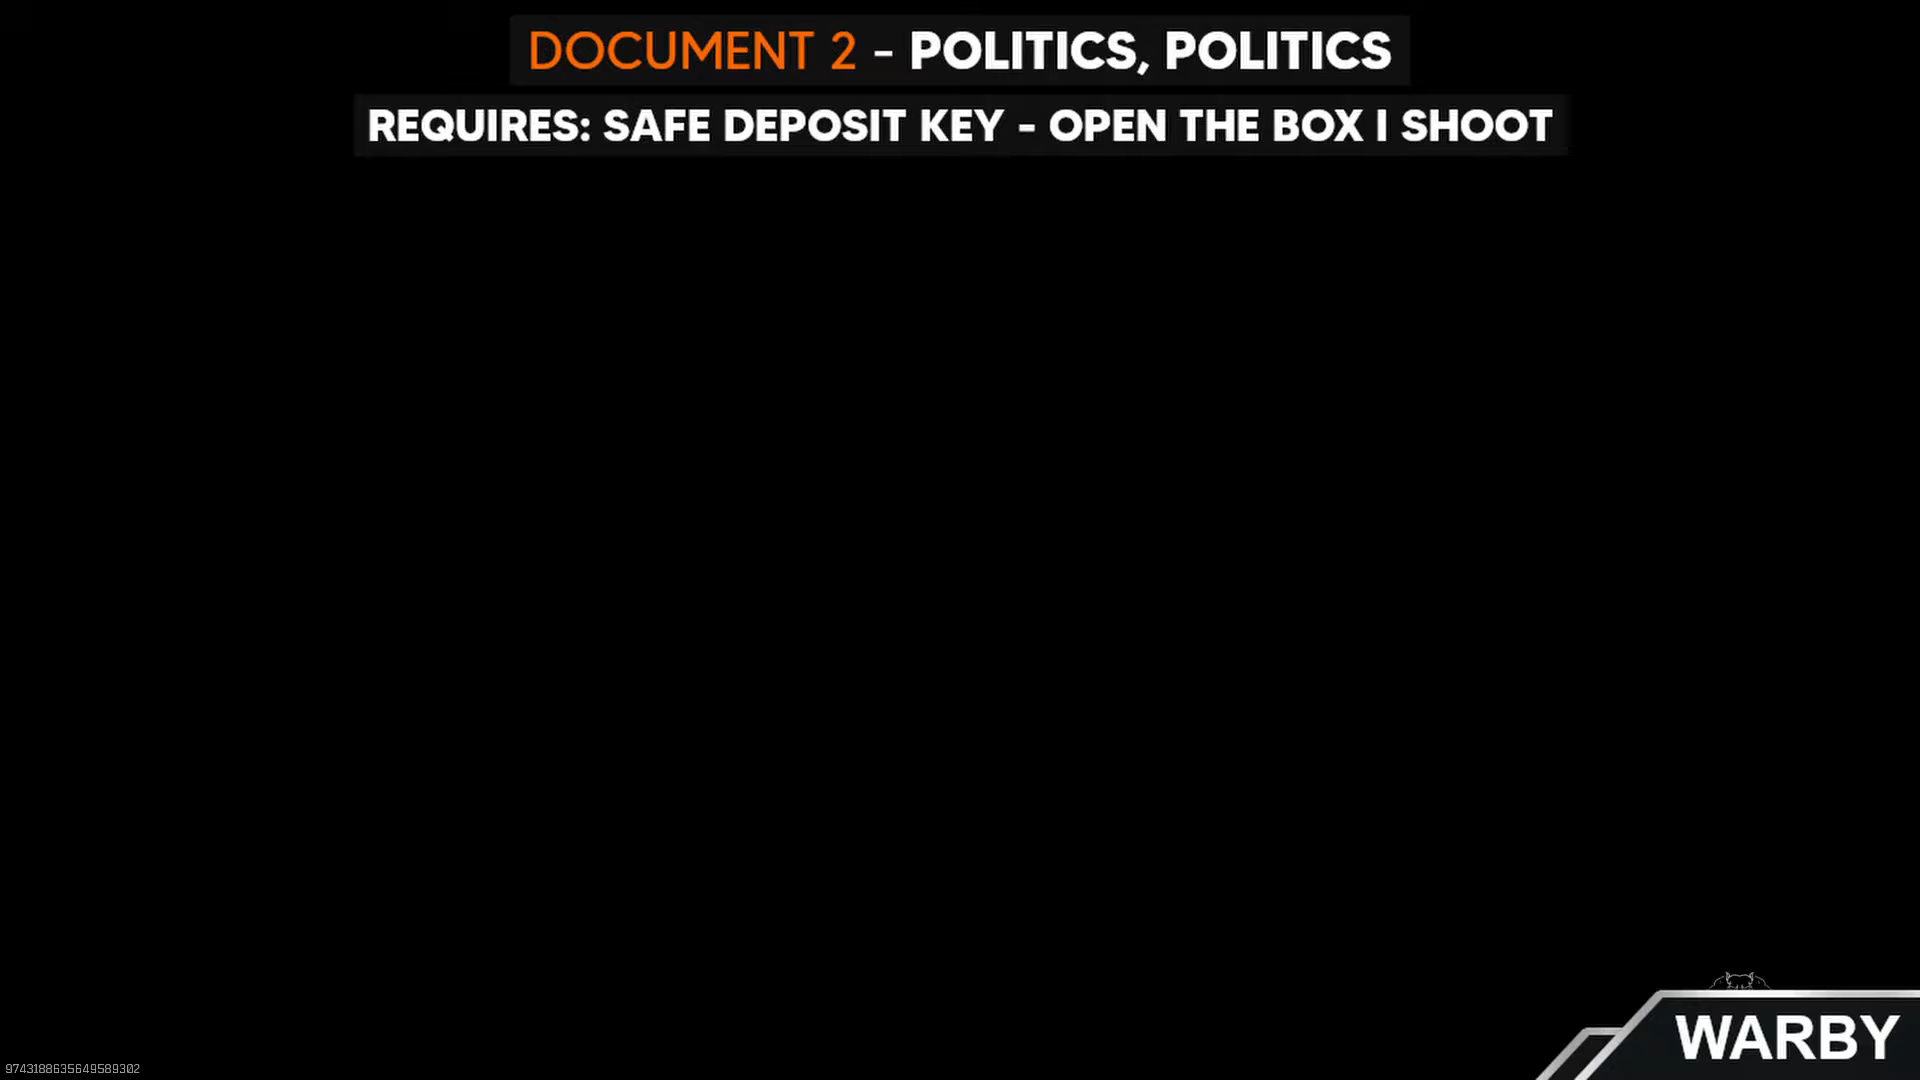 DOCUMENT 2 - POLITICS, POLITICS
REQUIRES: SAFE DEPOSIT KEY - OPEN THE BOX I SHOOT
WARBY
9743188635649589302